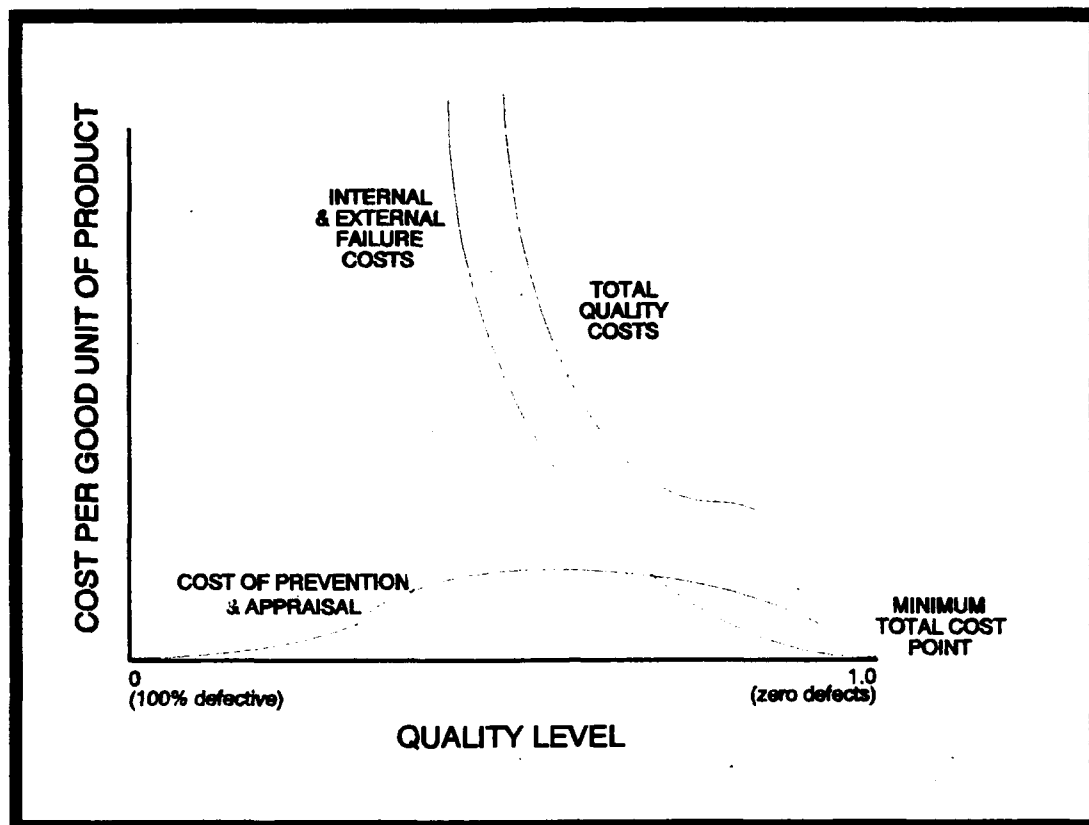 COST PER GOOD UNIT OF PRODUCT
INTERNAL
& EXTERNAL
FAILURE
COSTS
TOTAL
QUALITY
COSTS
COST OF PREVENTION
& APPRAISAL
MINIMUM
TOTAL COST
POINT
0
(100% defective)
1.0
(zero defects)
QUALITY LEVEL